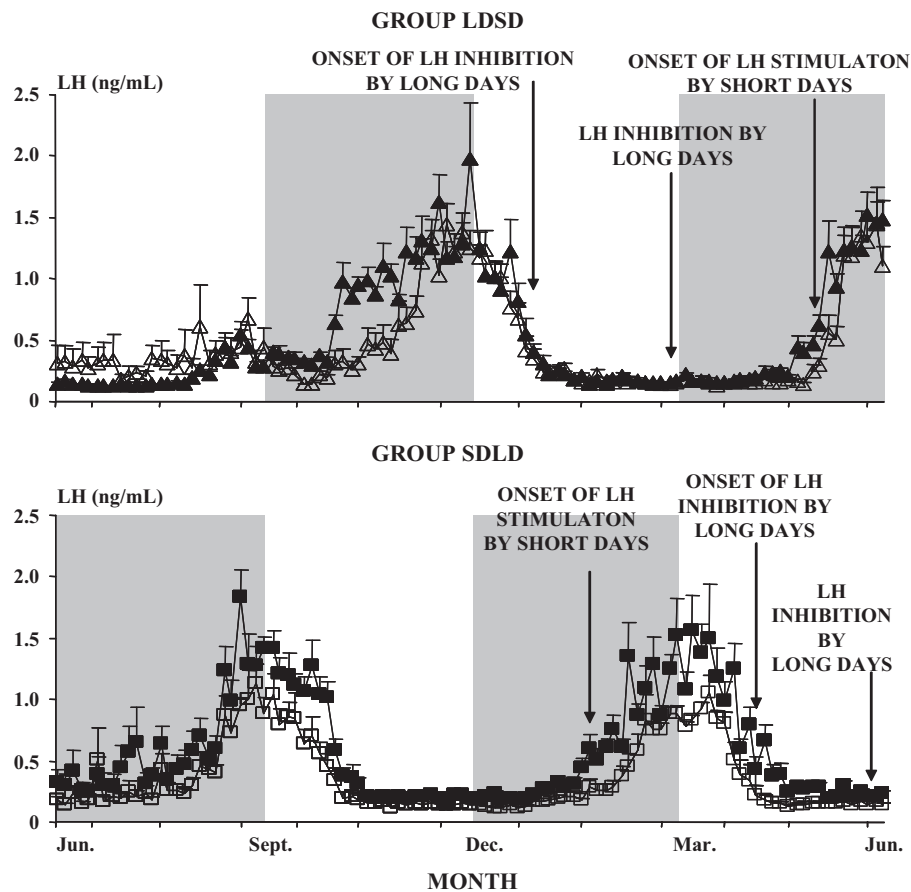 GROUP LDSD
ONSET OF LH INHIBITION
BY LONG DAYS
ONSET OF LH STIMULATON
BY SHORT DAYS
LH (ng/mL)
LH INHIBITION BY
LONG DAYS
2.5
2.0
1.5
1.0
0.5
0
GROUP SDLD
LH (ng/mL)
ONSET OF LH
STIMULATON
BY SHORT DAYS
ONSET OF LH
INHIBITION BY
LONG DAYS
LH
INHIBITION
BY
LONG DAYS
2.5
2.0
1.5
1.0
0.5
0
Jun. Sept. Dec. Mar. Jun.
MONTH